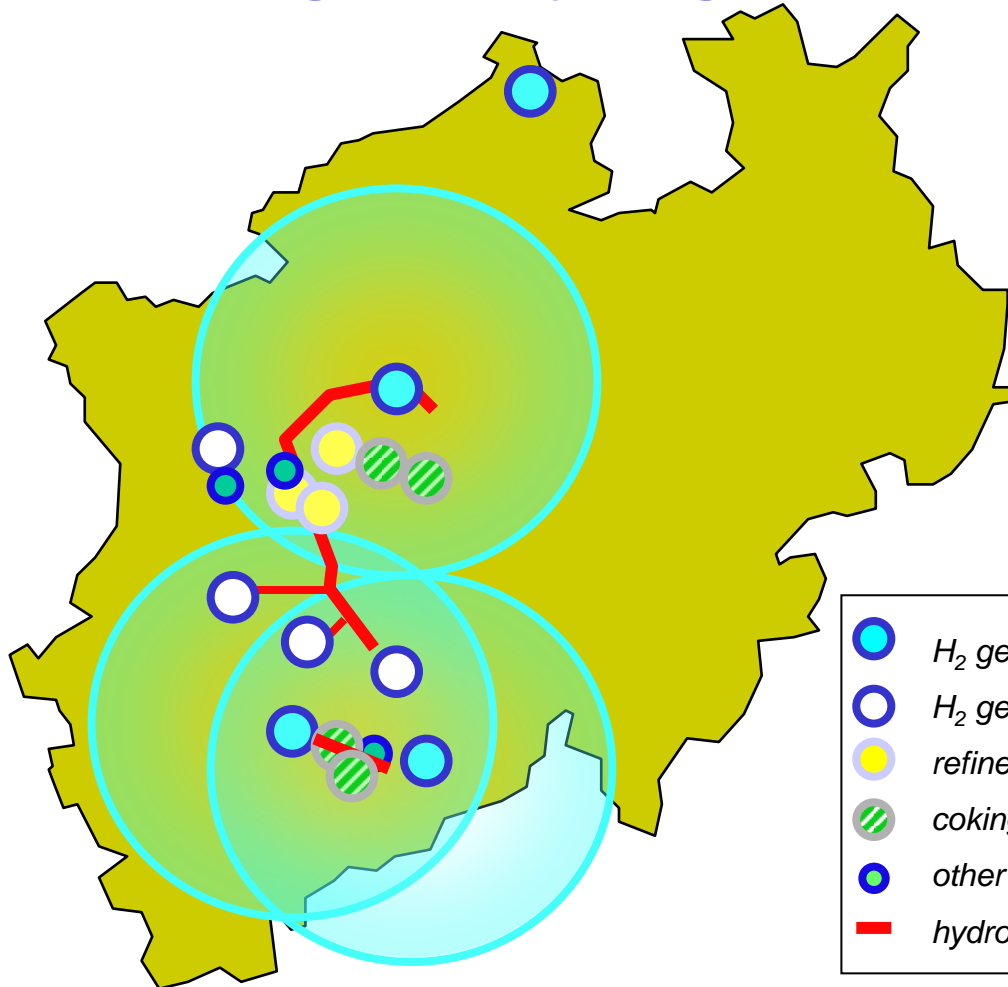 H₂ ge
H₂ ge
refine
coking
other
hydro